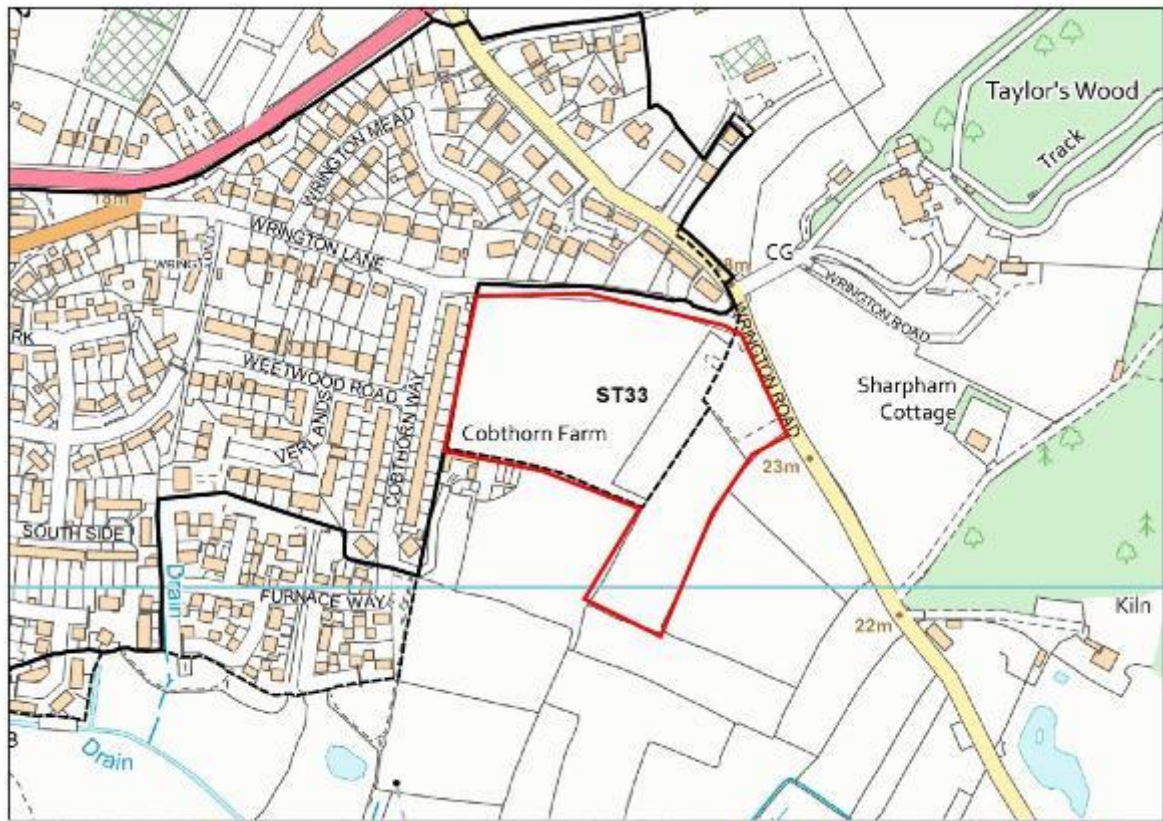 Taylor's Wood
Track
WRINGTON MEAD
18m
WRINGTON LANE
CG
WRINGTON ROAD
RK
WEETWOOD ROAD
VERLANDS
COBTHORN WAY
ST33
WRINGTON ROAD
Sharpham
Cottage
Cobthorn Farm
23m
SOUTH SIDE
Drain
FURNACE WAY
Kiln
22m
Drain